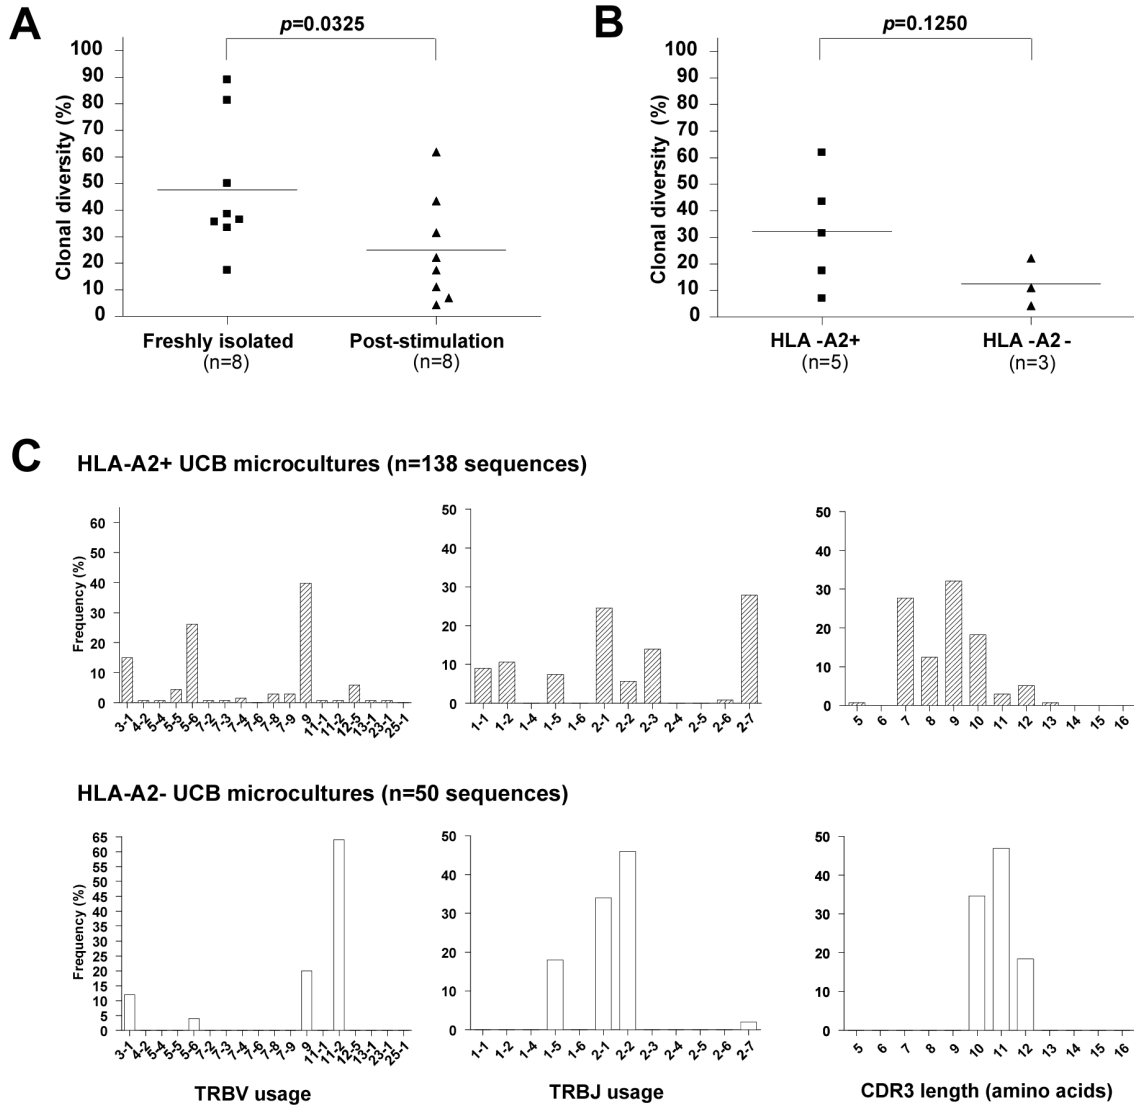 A
p=0.0325
100
90
80
70
60
50
40
30
20
10
0
Clonal diversity (%)
Freshly isolated
(n=8)
Post-stimulation
(n=8)
B
p=0.1250
100
90
80
70
60
50
40
30
20
10
0
Clonal diversity (%)
HLA -A2+
(n=5)
HLA -A2 -
(n=3)
C
HLA-A2+ UCB microcultures (n=138 sequences)
60
50
40
30
20
10
0
Frequency (%)
3-1 4-2 5-4 5-5 5-6 7-2 7-3 7-4 7-6 7-8 7-9 9 11-1 11-2 12-5 13-1 23-1 25-1
50
40
30
20
10
0
1-1 1-2 1-4 1-5 1-6 2-1 2-2 2-3 2-4 2-5 2-6 2-7
50
40
30
20
10
0
5 6 7 8 9 10 11 12 13 14 15 16
HLA-A2- UCB microcultures (n=50 sequences)
65
60
55
50
45
40
35
30
25
20
15
10
5
0
Frequency (%)
3-1 4-2 5-4 5-5 5-6 7-2 7-3 7-4 7-6 7-8 7-9 9 11-1 11-2 12-5 13-1 23-1 25-1
TRBV usage
50
40
30
20
10
0
1-1 1-2 1-4 1-5 1-6 2-1 2-2 2-3 2-4 2-5 2-6 2-7
TRBJ usage
50
40
30
20
10
0
5 6 7 8 9 10 11 12 13 14 15 16
CDR3 length (amino acids)